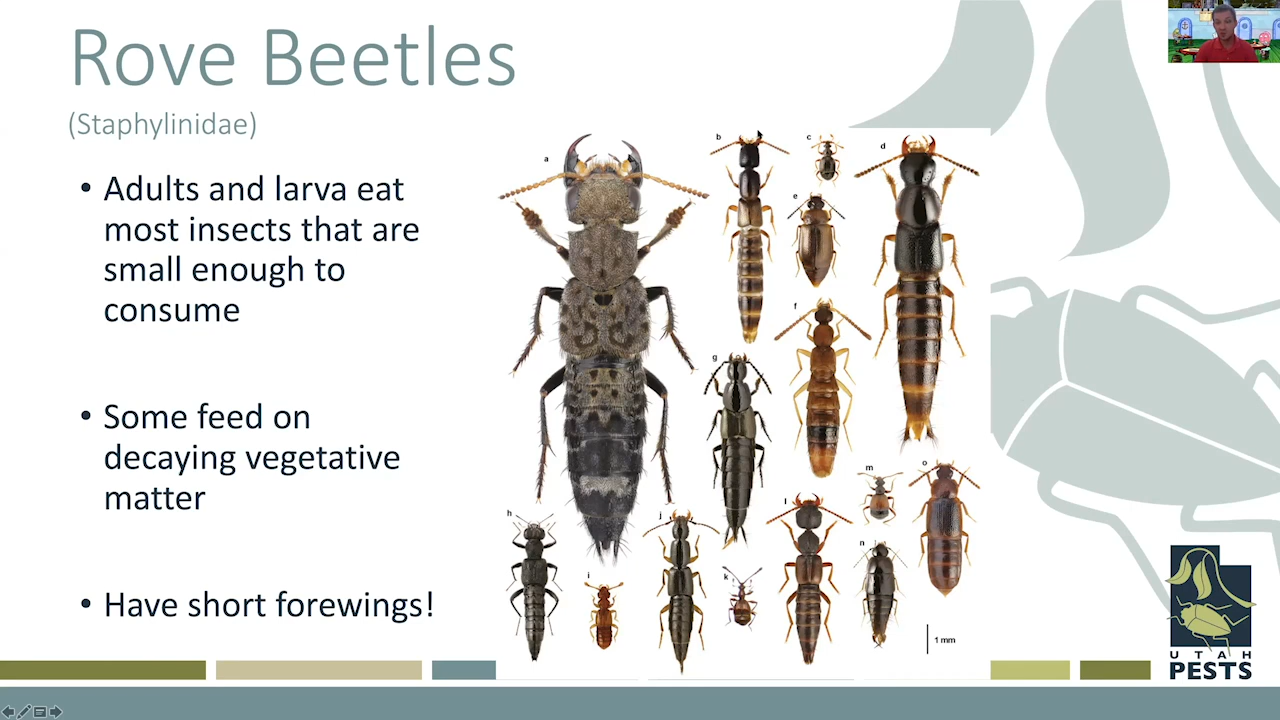 Rove Beetles
(Staphylinidae)
• Adults and larva eat
most insects that are
small enough to
consume
• Some feed on
decaying vegetative
matter
• Have short forewings!
a
b
c
d
e
f
g
h
i
j
k
l
m
n
o
1 mm
UTAH
PESTS